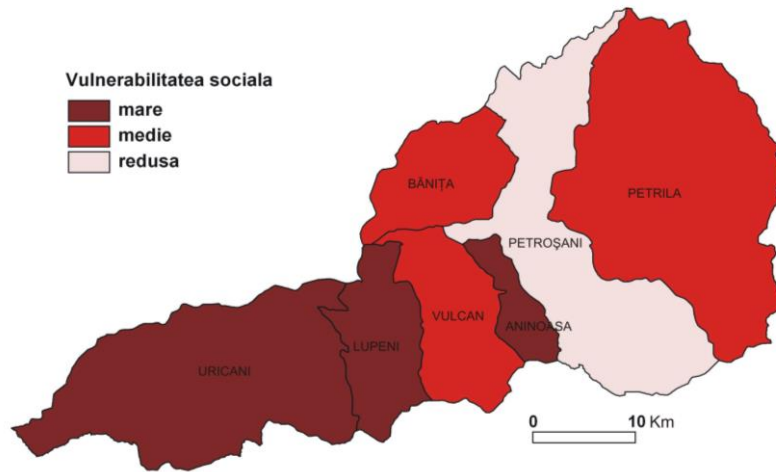 Vulnerabilitatea sociala
mare
medie
redusa
BĂNIȚA
PETRILA
PETROȘANI
VULCAN
ANINOASA
LUPENI
URICANI
0 10 Km